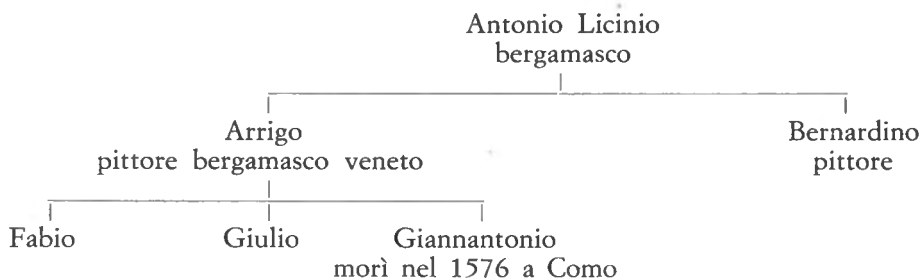 Antonio Licinio
bergamasco
Arrigo
pittore bergamasco veneto
Bernardino
pittore
Fabio
Giulio
Giannantonio
morì nel 1576 a Como